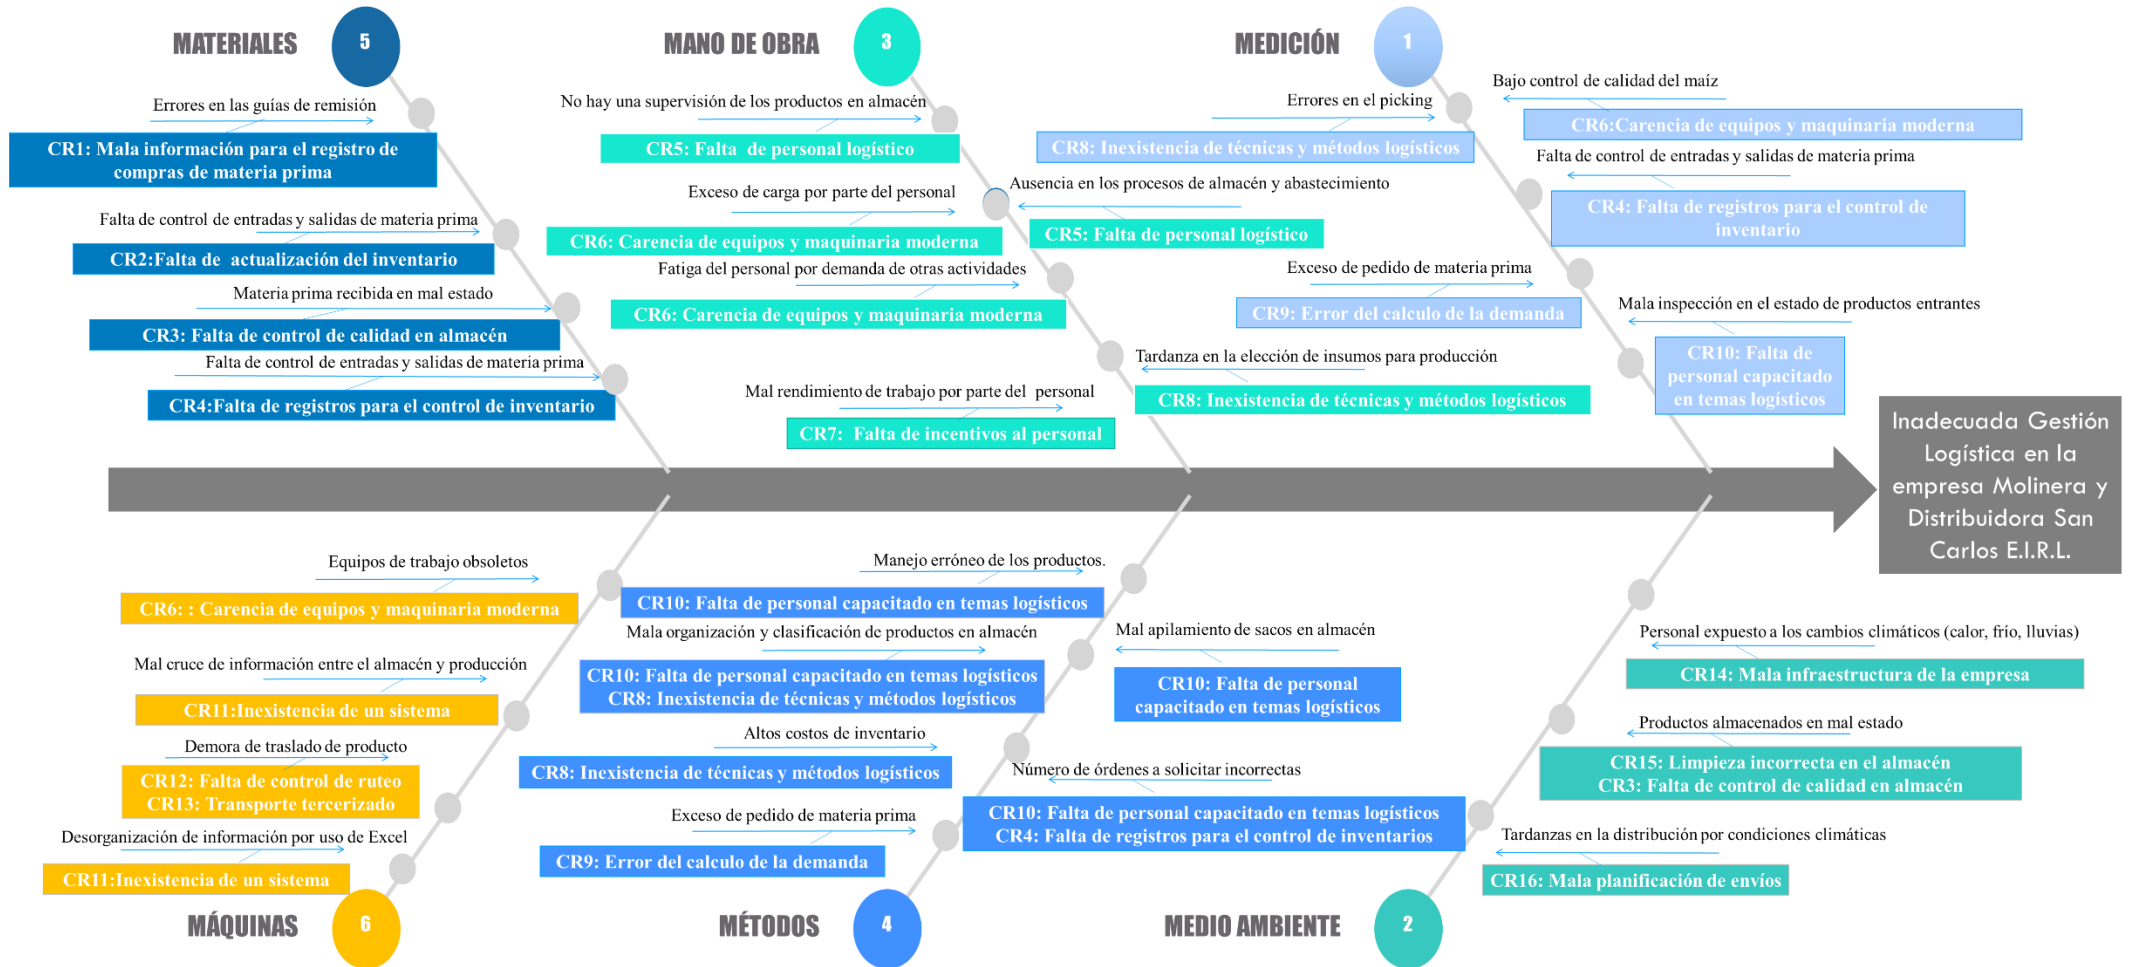 MATERIALES
5
Errores en las guías de remisión
CR1: Mala información para el registro de
compras de materia prima
Falta de control de entradas y salidas de materia prima
CR2:Falta de actualización del inventario
Materia prima recibida en mal estado
CR3: Falta de control de calidad en almacén
Falta de control de entradas y salidas de materia prima
CR4:Falta de registros para el control de inventario
MANO DE OBRA
3
No hay una supervisión de los productos en almacén
CR5: Falta de personal logístico
Exceso de carga por parte del personal
CR6: Carencia de equipos y maquinaria moderna
Ausencia en los procesos de almacén y abastecimiento
CR5: Falta de personal logístico
Fatiga del personal por demanda de otras actividades
CR6: Carencia de equipos y maquinaria moderna
Tardanza en la elección de insumos para producción
CR8: Inexistencia de técnicas y métodos logísticos
Mal rendimiento de trabajo por parte del personal
CR7: Falta de incentivos al personal
MEDICIÓN
1
Errores en el picking
CR8: Inexistencia de técnicas y métodos logísticos
Bajo control de calidad del maíz
CR6:Carencia de equipos y maquinaria moderna
Falta de control de entradas y salidas de materia prima
CR4: Falta de registros para el control de
inventario
Exceso de pedido de materia prima
CR9: Error del calculo de la demanda
Mala inspección en el estado de productos entrantes
CR10: Falta de
personal capacitado
en temas logísticos
Inadecuada Gestión
Logística en la
empresa Molinera y
Distribuidora San
Carlos E.I.R.L.
Equipos de trabajo obsoletos
CR6: : Carencia de equipos y maquinaria moderna
Mal cruce de información entre el almacén y producción
CR11:Inexistencia de un sistema
Demora de traslado de producto
CR12: Falta de control de ruteo
CR13: Transporte tercerizado
Desorganización de información por uso de Excel
CR11:Inexistencia de un sistema
MÁQUINAS
6
Manejo erróneo de los productos.
CR10: Falta de personal capacitado en temas logísticos
Mala organización y clasificación de productos en almacén
CR10: Falta de personal capacitado en temas logísticos
CR8: Inexistencia de técnicas y métodos logísticos
Mal apilamiento de sacos en almacén
CR10: Falta de personal
capacitado en temas logísticos
Altos costos de inventario
CR8: Inexistencia de técnicas y métodos logísticos
Número de órdenes a solicitar incorrectas
CR10: Falta de personal capacitado en temas logísticos
CR4: Falta de registros para el control de inventarios
Exceso de pedido de materia prima
CR9: Error del calculo de la demanda
MÉTODOS
4
Personal expuesto a los cambios climáticos (calor, frío, lluvias)
CR14: Mala infraestructura de la empresa
Productos almacenados en mal estado
CR15: Limpieza incorrecta en el almacén
CR3: Falta de control de calidad en almacén
Tardanzas en la distribución por condiciones climáticas
CR16: Mala planificación de envíos
MEDIO AMBIENTE
2